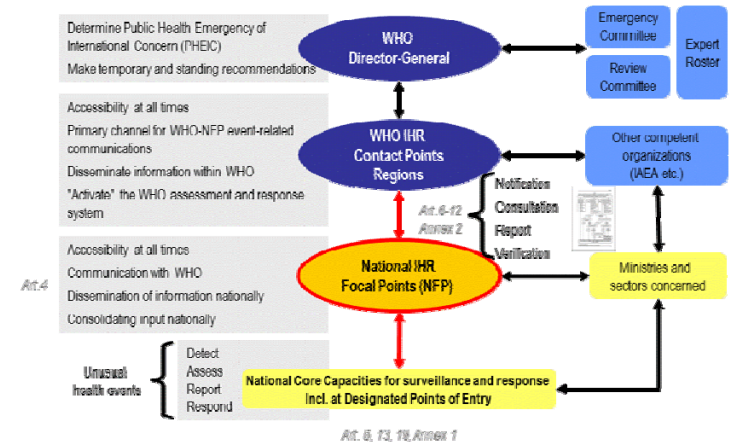 Determine Public Health Emergency of
International Concern (PHEIC)
Make temporary and standing recommendations
WHO
Director-General
Emergency
Committee
Review
Committee
Expert
Roster
Accessibility at all times
Primary channel for WHO-NFP event-related
communications
Disseminate information within WHO
"Activate" the WHO assessment and response
system
WHO IHR
Contact Points
Regions
Other competent
organizations
(IAEA etc.)
Art.6-12
Annex 2
Notification
Consultation
Report
Verification
Art.4
Accessibility at all times
Communication with WHO
Dissemination of information nationally
Consolidating input nationally
National IHR
Focal Points (NFP)
Ministries and
sectors concerned
Unusual
health events
Detect
Assess
Report
Respond
National Core Capacities for surveillance and response
Incl. at Designated Points of Entry
Art. 5, 13, 19, Annex 1